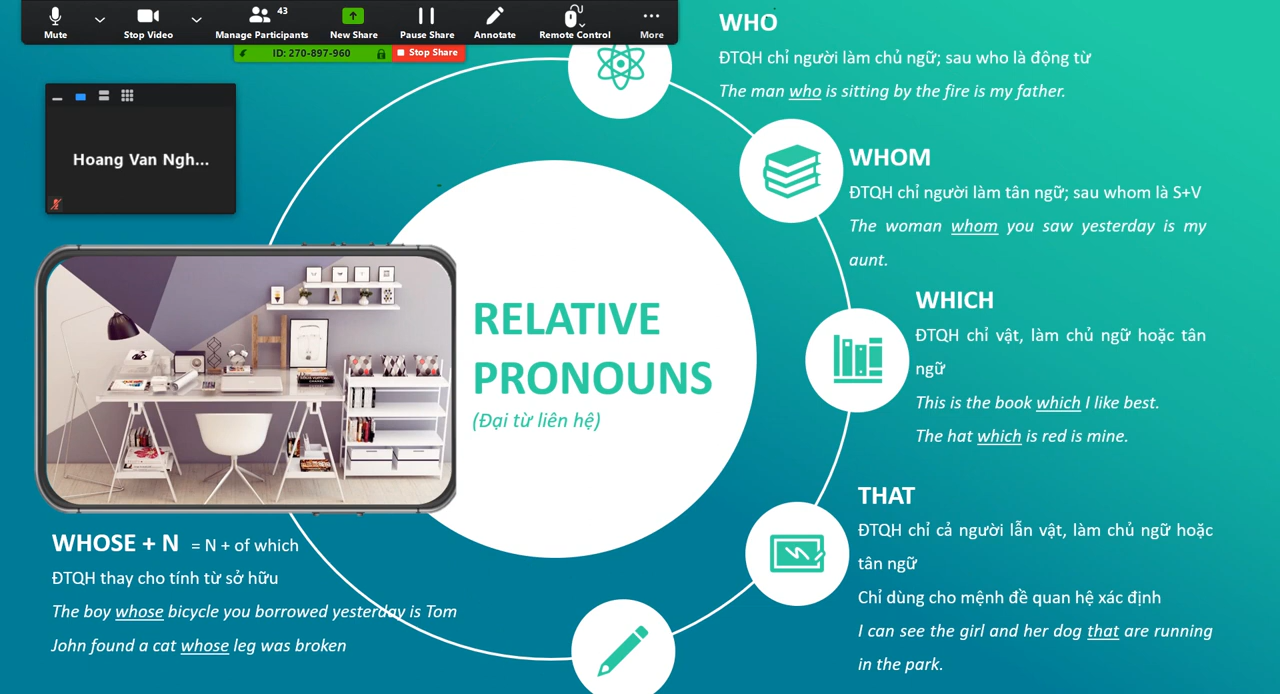 Mute
Stop Video
Manage Participants
43
New Share
Pause Share
Annotate
Remote Control
More
ID: 270-897-960
Stop Share
Hoang Van Ngh...
RELATIVE
PRONOUNS
(Đại từ liên hệ)
WHO
ĐTQH chỉ người làm chủ ngữ; sau who là động từ
The man who is sitting by the fire is my father.
WHOM
ĐTQH chỉ người làm tân ngữ; sau whom là S+V
The woman whom you saw yesterday is my
aunt.
WHICH
ĐTQH chỉ vật, làm chủ ngữ hoặc tân
ngữ
This is the book which I like best.
The hat which is red is mine.
THAT
ĐTQH chỉ cả người lẫn vật, làm chủ ngữ hoặc
tân ngữ
Chỉ dùng cho mệnh đề quan hệ xác định
I can see the girl and her dog that are running
in the park.
WHOSE + N = N + of which
ĐTQH thay cho tính từ sở hữu
The boy whose bicycle you borrowed yesterday is Tom
John found a cat whose leg was broken